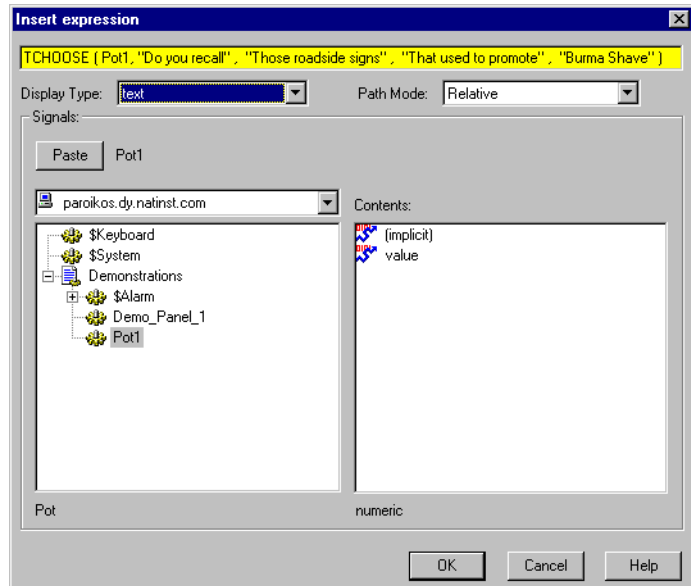 Insert expression
TCHOOSE ( Pot1, "Do you recall" , "Those roadside signs" , "That used to promote" , "Burma Shave" )
Display Type: text Path Mode: Relative
Signals:
Paste Pot1
paroikos.dy.natinst.com
Contents:
$Keyboard
$System
Demonstrations
$Alarm
Demo_Panel_1
Pot1
(implicit)
value
Pot
numeric
OK Cancel Help